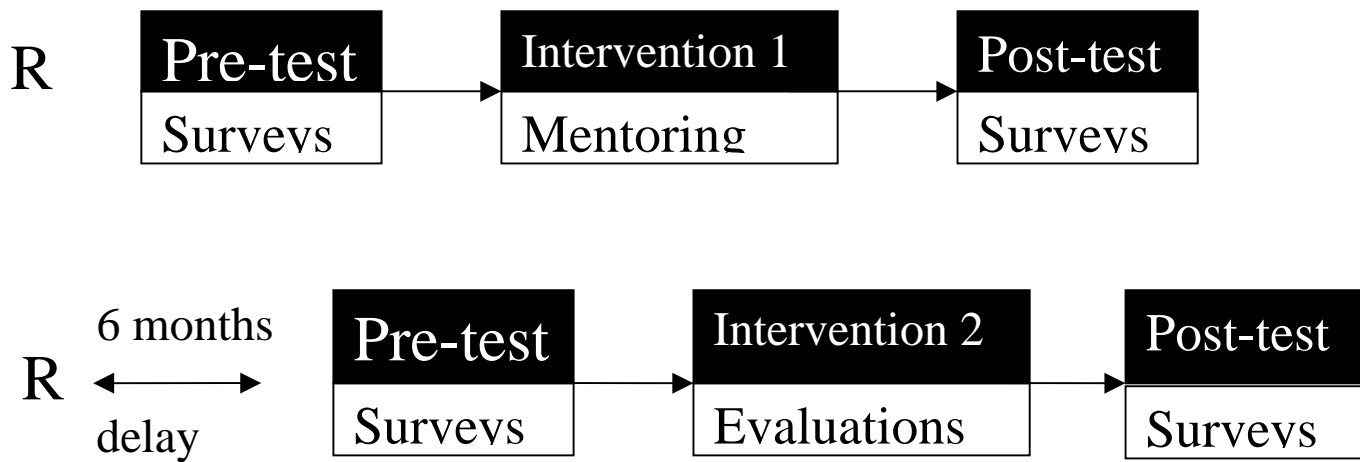 R
Pre-test
Intervention 1
Post-test
Surveys
Mentoring
Surveys
R
6 months
delay
Pre-test
Intervention 2
Post-test
Surveys
Evaluations
Surveys